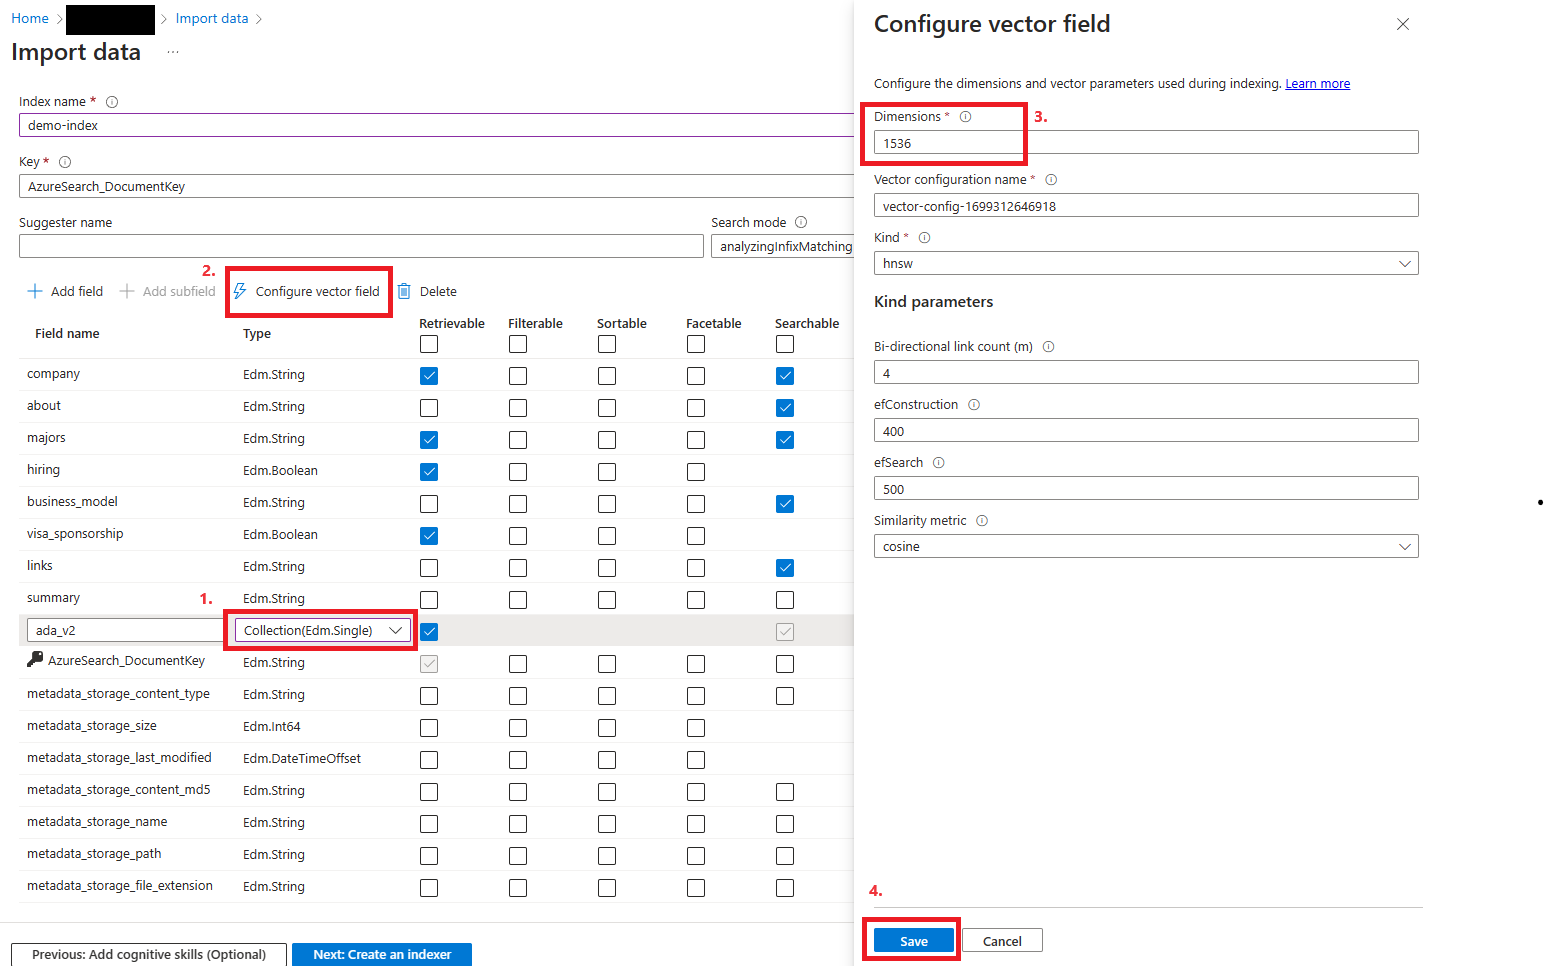 Home > > Import data >
Import data ...
Index name *
demo-index
Key *
AzureSearch_DocumentKey
Suggester name
Search mode
analyzingInfixMatching
2.
Add field
Add subfield
Configure vector field
Delete
Field name Type Retrievable Filterable Sortable Facetable Searchable
company Edm.String
about Edm.String
majors Edm.String
hiring Edm.Boolean
business_model Edm.String
visa_sponsorship Edm.Boolean
links Edm.String
summary Edm.String
1.
ada_v2 Collection(Edm.Single)
AzureSearch_DocumentKey Edm.String
metadata_storage_content_type Edm.String
metadata_storage_size Edm.Int64
metadata_storage_last_modified Edm.DateTimeOffset
metadata_storage_content_md5 Edm.String
metadata_storage_name Edm.String
metadata_storage_path Edm.String
metadata_storage_file_extension Edm.String
Previous: Add cognitive skills (Optional)
Next: Create an indexer
Configure vector field
Configure the dimensions and vector parameters used during indexing. Learn more
Dimensions *
3.
1536
Vector configuration name *
vector-config-1699312646918
Kind *
hnsw
Kind parameters
Bi-directional link count (m)
4
efConstruction
400
efSearch
500
Similarity metric
cosine
4.
Save
Cancel